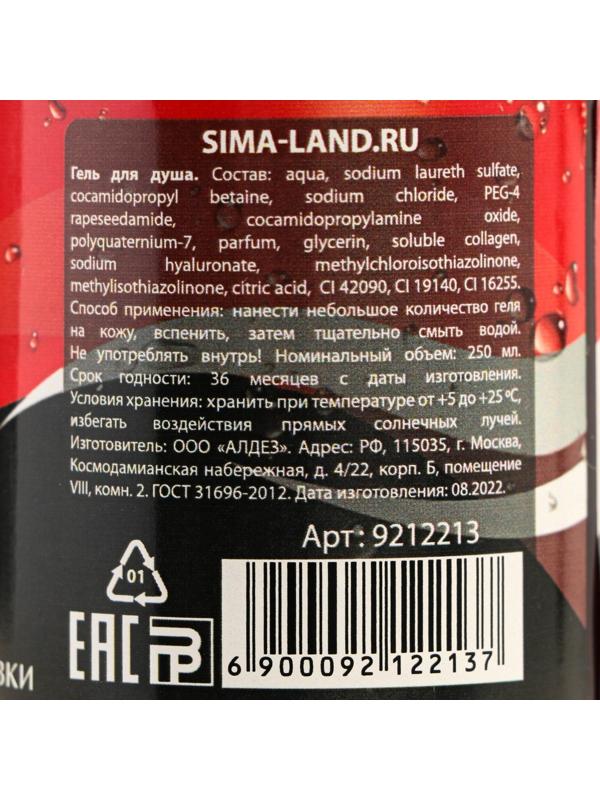 SIMA-LAND.RU
Гель для душа. Состав: aqua, sodium laureth sulfate,
cocamidopropyl betaine, sodium chloride, PEG-4
rapeseedamide, cocamidopropylamine oxide,
polyquaternium-7, parfum, glycerin, soluble collagen,
sodium hyaluronate, methylchloroisothiazolinone,
methylisothiazolinone, citric acid, CI 42090, CI 19140, CI 16255.
Способ применения: нанести небольшое количество геля
на кожу, вспенить, затем тщательно смыть водой.
Не употреблять внутрь! Номинальный объем: 250 мл.
Срок годности: 36 месяцев с даты изготовления.
Условия хранения: хранить при температуре от +5 до +25 °C,
избегать воздействия прямых солнечных лучей.
Изготовитель: ООО «АЛДЕЗ». Адрес: РФ, 115035, г. Москва,
Космодамианская набережная, д. 4/22, корп. Б, помещение
VIII, комн. 2. ГОСТ 31696-2012. Дата изготовления: 08.2022.
Арт: 9212213
01
EAC
6 900092 122137